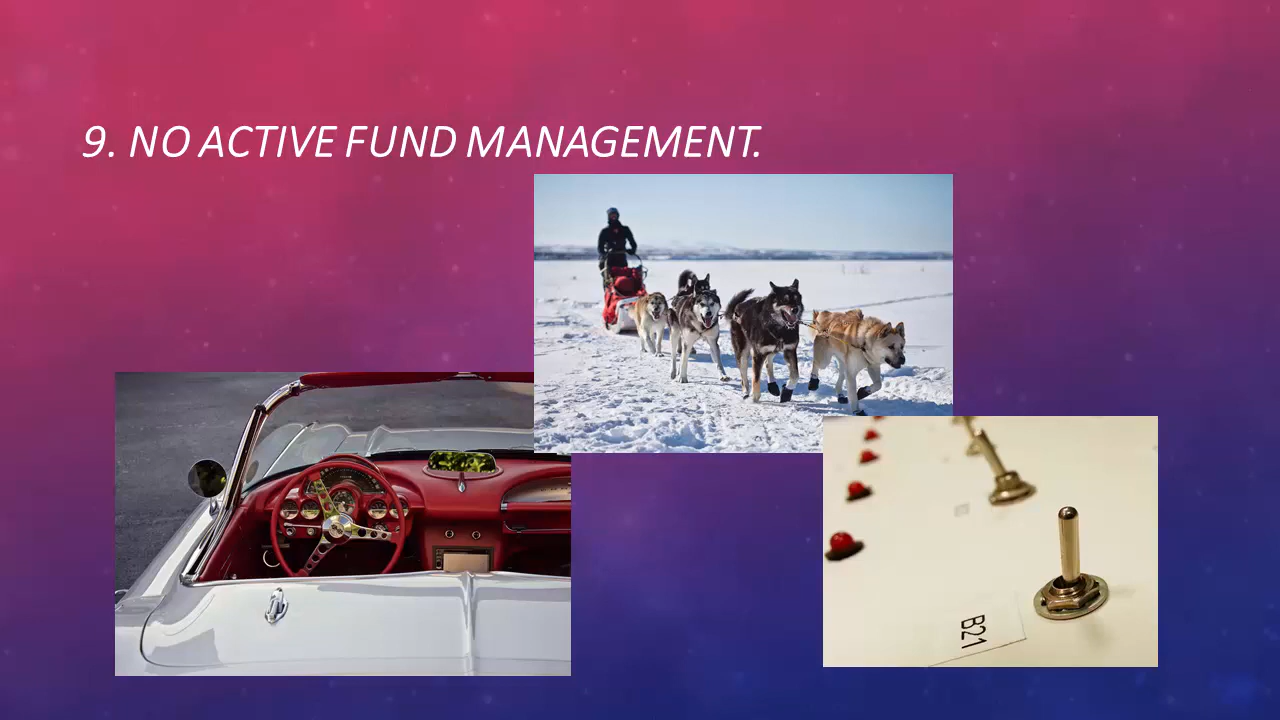 9. NO ACTIVE FUND MANAGEMENT.
B21